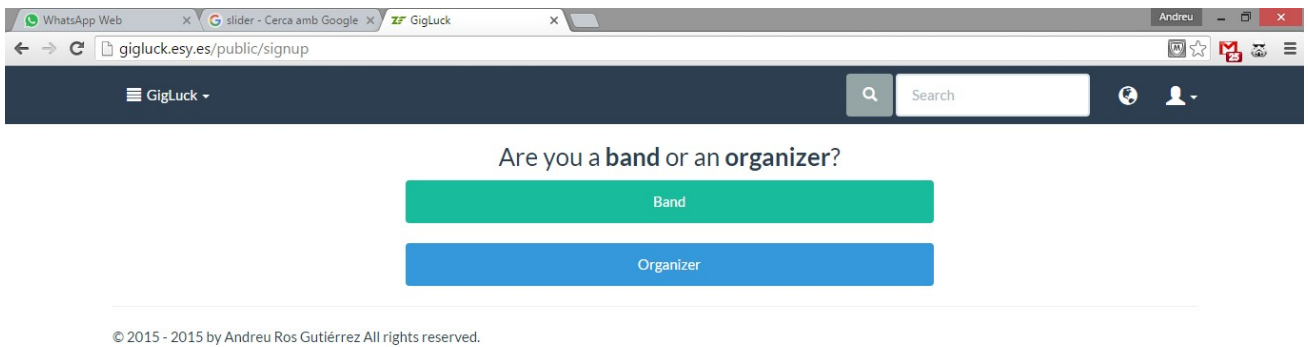 WhatsApp Web
slider - Cerca amb Google
GigLuck
Andreu
gigluck.esy.es/public/signup
25
GigLuck
Search
Are you a band or an organizer?
Band
Organizer
© 2015 - 2015 by Andreu Ros Gutiérrez All rights reserved.